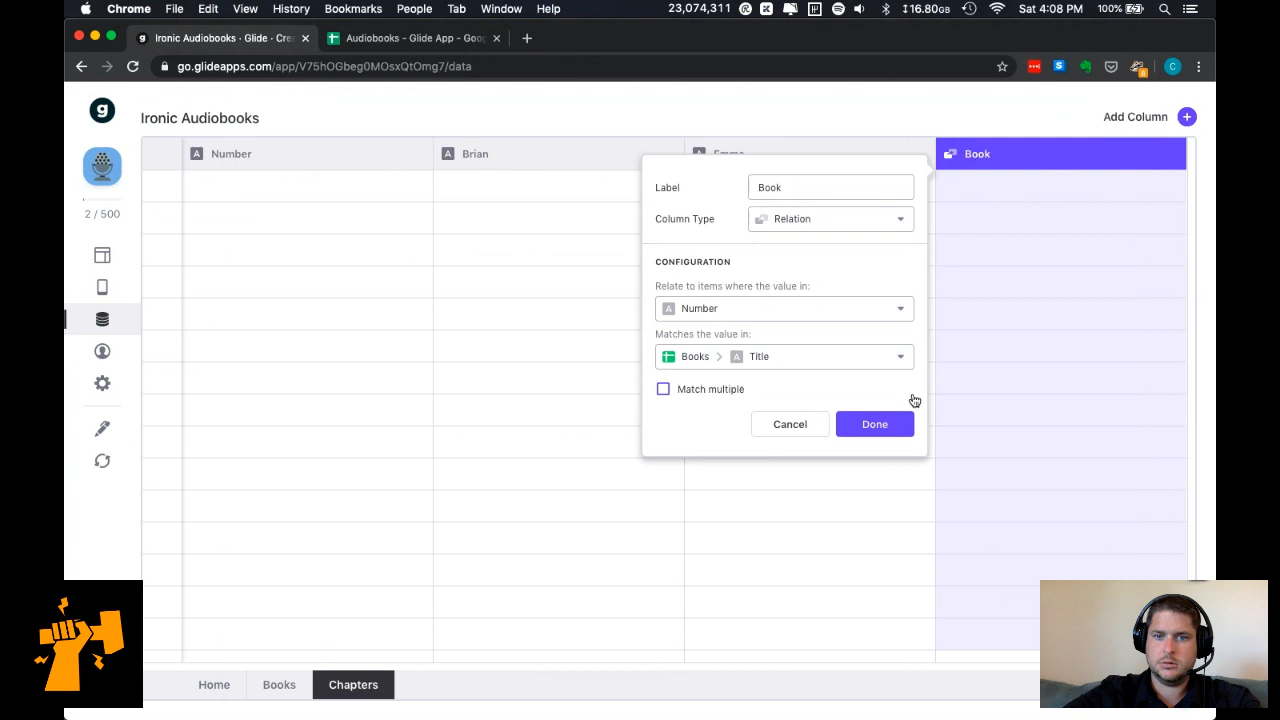 Chrome File Edit View History Bookmarks People Tab Window Help 23,074,311 16.80GB Sat 4:08 PM 100%
Ironic Audiobooks · Glide · Cre
Audiobooks - Glide App - Goo
go.glideapps.com/app/V75hOGbeg0MOsxQtOmg7/data
8
C
g
Ironic Audiobooks
Add Column
Number
Brian
Book
2 / 500
Label
Book
Column Type
Relation
CONFIGURATION
Relate to items where the value in:
Number
Matches the value in:
Books > Title
Match multiple
Cancel
Done
Home
Books
Chapters